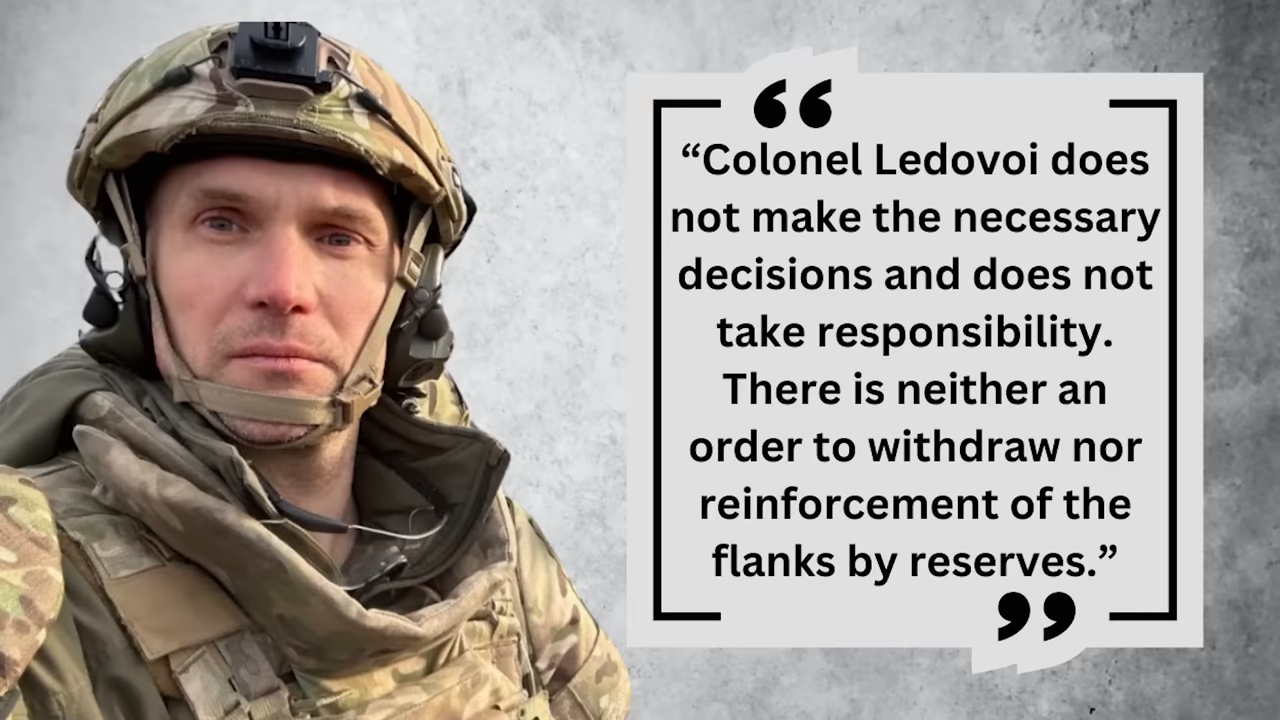 “Colonel Ledovoi does
not make the necessary
decisions and does not
take responsibility.
There is neither an
order to withdraw nor
reinforcement of the
flanks by reserves.”